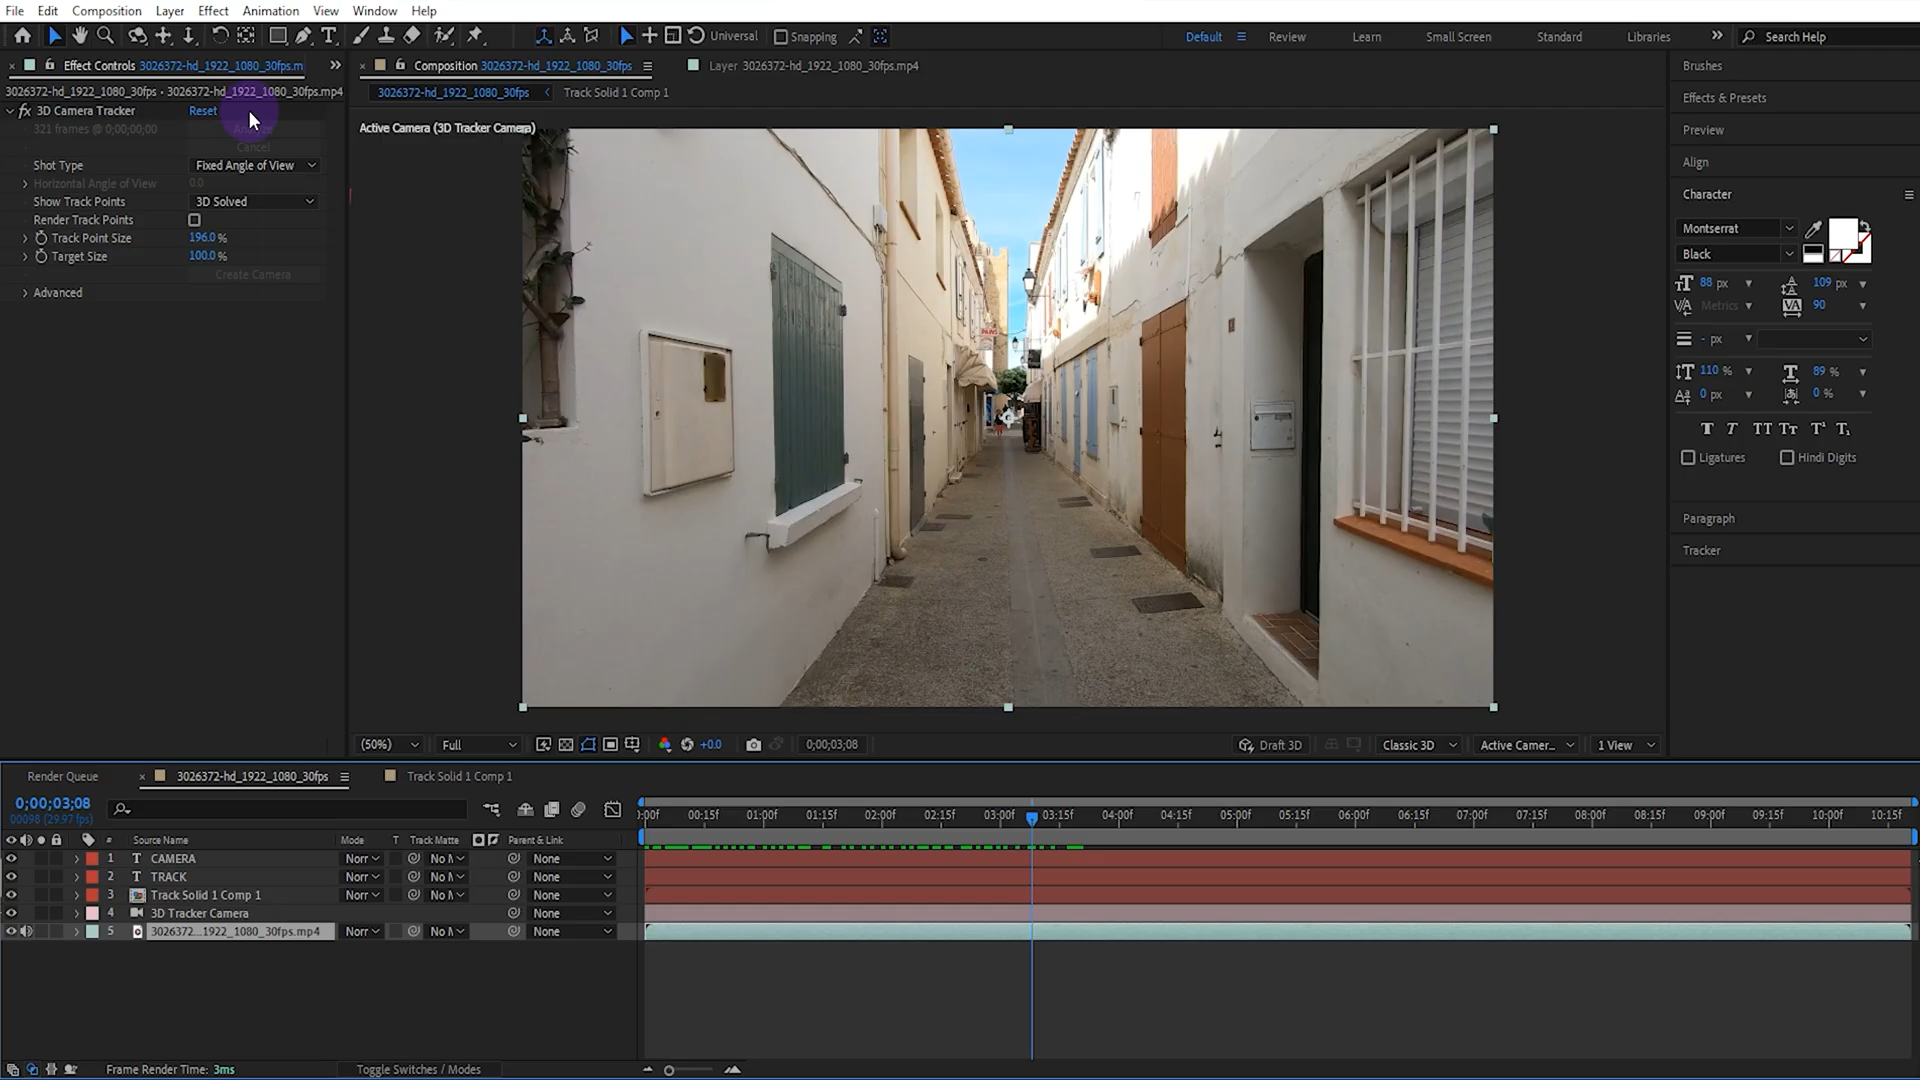 File Edit Composition Layer Effect Animation View Window Help
Universal Snapping Default Review Learn Small Screen Standard Libraries Search Help
Effect Controls 3026372-hd_1922_1080_30fps.m
Composition 3026372-hd_1922_1080_30fps
Layer 3026372-hd_1922_1080_30fps.mp4
3026372-hd_1922_1080_30fps • 3026372-hd_1922_1080_30fps.mp4
3026372-hd_1922_1080_30fps Track Solid 1 Comp 1
3D Camera Tracker Reset
321 frames @ 0;00;00;00
Cancel
Shot Type Fixed Angle of View
Horizontal Angle of View 0.0
Show Track Points 3D Solved
Render Track Points
Track Point Size 196.0 %
Target Size 100.0 %
Create Camera
Advanced
Active Camera (3D Tracker Camera)
PAINS
(50%) Full +0.0 0;00;03;08 Draft 3D Classic 3D Active Camer... 1 View
Brushes
Effects & Presets
Preview
Align
Character
Montserrat
Black
88 px 109 px
Metrics 90
- px
110 % 89 %
0 px 0 %
T T TT Tt T¹ T₁
Ligatures Hindi Digits
Paragraph
Tracker
Render Queue 3026372-hd_1922_1080_30fps Track Solid 1 Comp 1
0;00;03;08
00098 (29.97 fps)
:00f 00:15f 01:00f 01:15f 02:00f 02:15f 03:00f 03:15f 04:00f 04:15f 05:00f 05:15f 06:00f 06:15f 07:00f 07:15f 08:00f 08:15f 09:00f 09:15f 10:00f 10:15f
# Source Name Mode T Track Matte Parent & Link
1 T CAMERA Norr No M None
2 T TRACK Norr No M None
3 Track Solid 1 Comp 1 Norr No M None
4 3D Tracker Camera None
5 3026372...1922_1080_30fps.mp4 Norr No M None
Frame Render Time: 3ms Toggle Switches / Modes